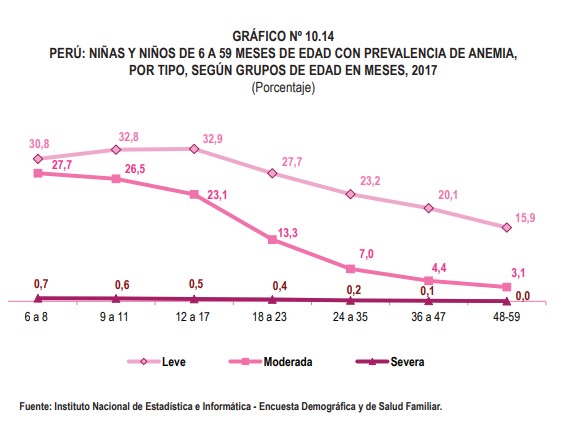 GRÁFICO Nº 10.14
PERÚ: NIÑAS Y NIÑOS DE 6 A 59 MESES DE EDAD CON PREVALENCIA DE ANEMIA,
POR TIPO, SEGÚN GRUPOS DE EDAD EN MESES, 2017
(Porcentaje)
30,8 32,8 32,9 27,7 23,2 20,1 15,9
27,7 26,5 23,1 13,3 7,0 4,4 3,1
0,7 0,6 0,5 0,4 0,2 0,1 0,0
6 a 8 9 a 11 12 a 17 18 a 23 24 a 35 36 a 47 48-59
Leve Moderada Severa
Fuente: Instituto Nacional de Estadística e Informática - Encuesta Demográfica y de Salud Familiar.